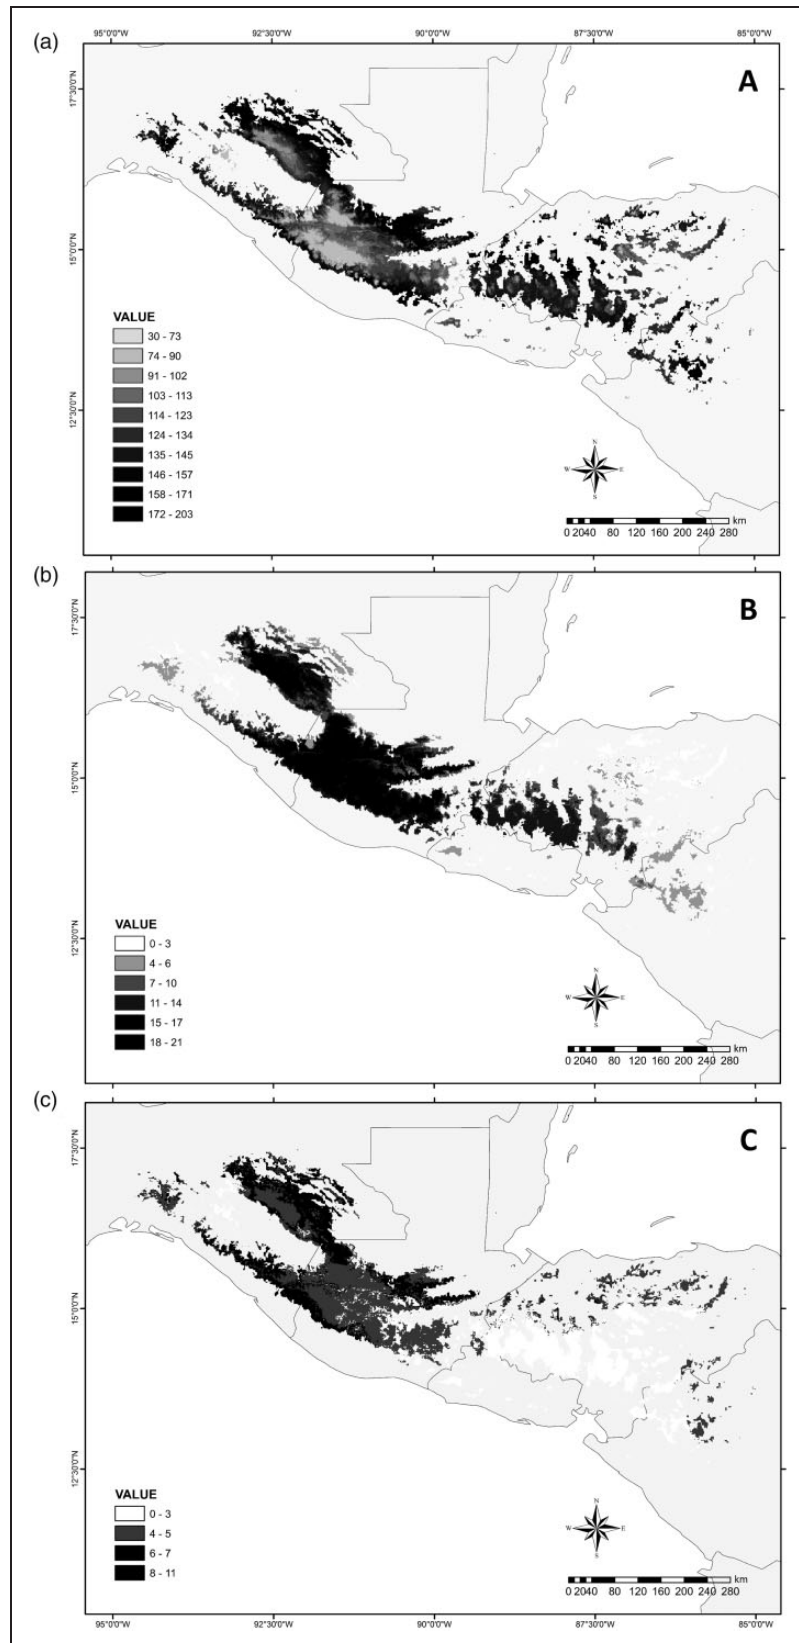 (a)
95°0'0"W 92°30'0"W 90°0'0"W 87°30'0"W 85°0'0"W
A
17°30'0"N
15°0'0"N
12°30'0"N
VALUE
30 - 73
74 - 90
91 - 102
103 - 113
114 - 123
124 - 134
135 - 145
146 - 157
158 - 171
172 - 203
N
W E
S
km
0 2040 80 120 160 200 240 280
(b)
B
17°30'0"N
15°0'0"N
12°30'0"N
VALUE
0 - 3
4 - 6
7 - 10
11 - 14
15 - 17
18 - 21
N
W E
S
km
0 2040 80 120 160 200 240 280
(c)
C
17°30'0"N
15°0'0"N
12°30'0"N
VALUE
0 - 3
4 - 5
6 - 7
8 - 11
N
W E
S
km
0 2040 80 120 160 200 240 280
95°0'0"W 92°30'0"W 90°0'0"W 87°30'0"W 85°0'0"W